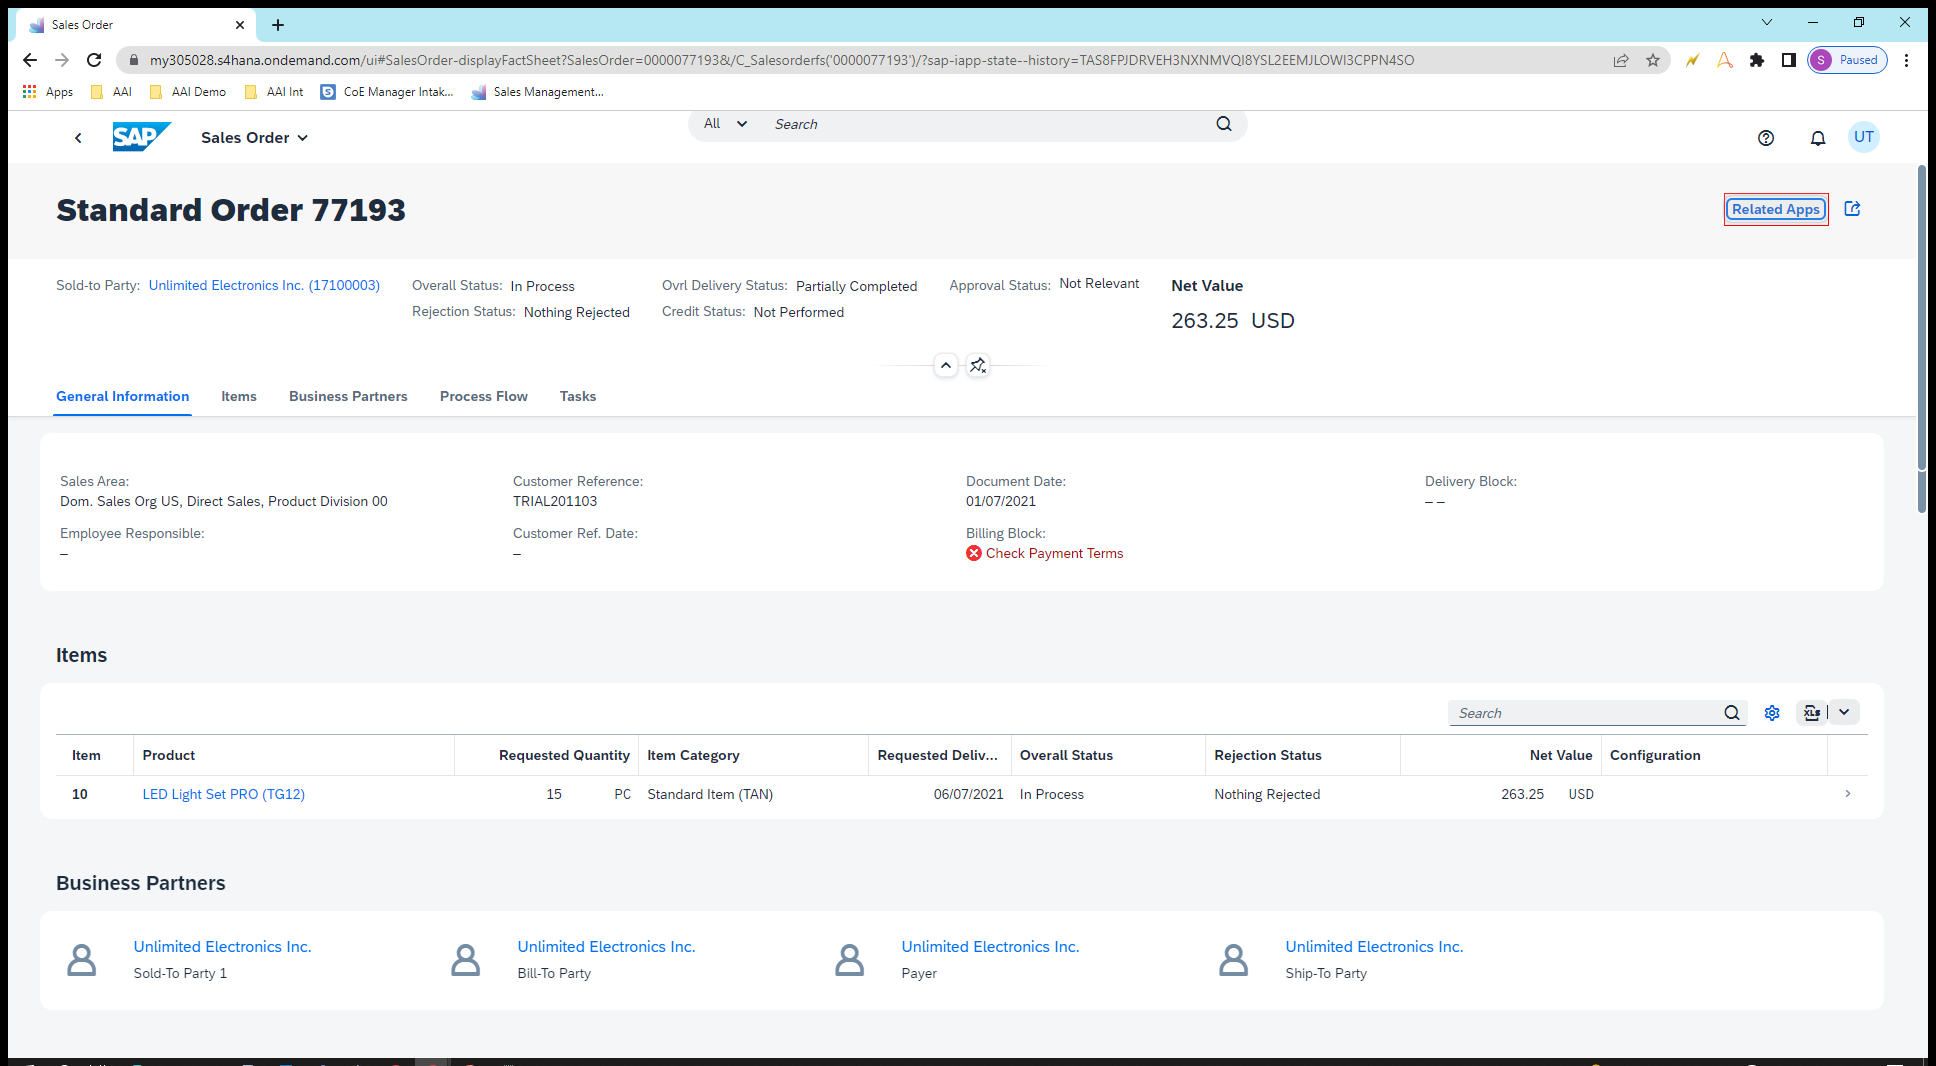 Sales Order
my305028.s4hana.ondemand.com/ui#SalesOrder-displayFactSheet?SalesOrder=0000077193&/C_Salesorderfs('0000077193')/?sap-iapp-state--history=TAS8FPJDRVEH3NXNMVQI8YSL2EEMJLOWI3CPPN4SO
S Paused
Apps AAI AAI Demo AAI Int S CoE Manager Intak... Sales Management...
SAP Sales Order All Search UT
Standard Order 77193 Related Apps
Sold-to Party: Unlimited Electronics Inc. (17100003) Overall Status: In Process Ovrl Delivery Status: Partially Completed Approval Status: Not Relevant Net Value
Rejection Status: Nothing Rejected Credit Status: Not Performed 263.25 USD
General Information Items Business Partners Process Flow Tasks
Sales Area: Customer Reference: Document Date: Delivery Block:
Dom. Sales Org US, Direct Sales, Product Division 00 TRIAL201103 01/07/2021 – –
Employee Responsible: Customer Ref. Date: Billing Block:
– – Check Payment Terms
Items
Search XLS
Item Product Requested Quantity Item Category Requested Deliv... Overall Status Rejection Status Net Value Configuration
10 LED Light Set PRO (TG12) 15 PC Standard Item (TAN) 06/07/2021 In Process Nothing Rejected 263.25 USD
Business Partners
Unlimited Electronics Inc. Unlimited Electronics Inc. Unlimited Electronics Inc. Unlimited Electronics Inc.
Sold-To Party 1 Bill-To Party Payer Ship-To Party